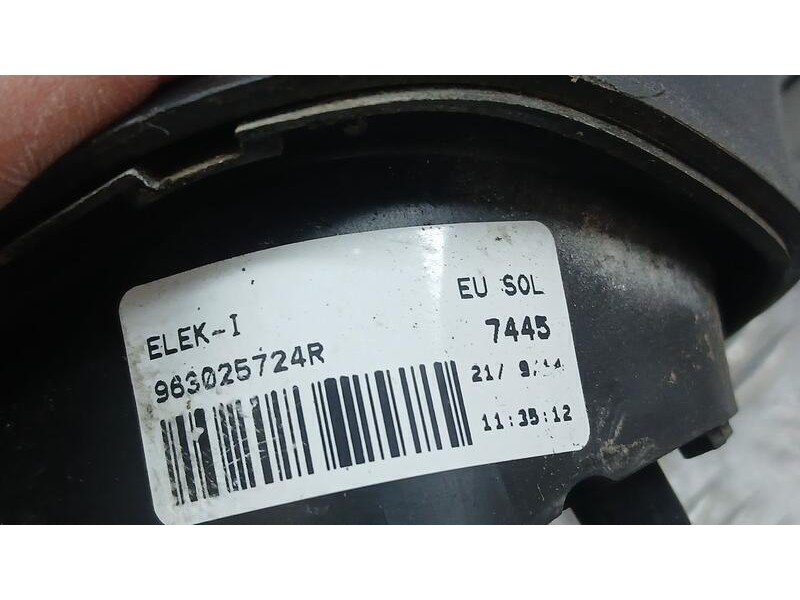 ELEK-I
EU SOL
963025724R
7445
21/ 9/14
11:35:12